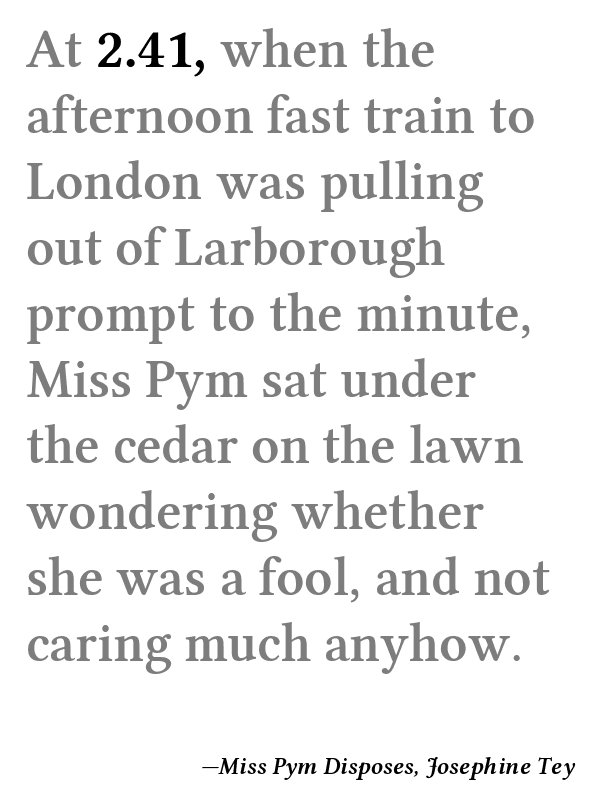 At 2.41, when the
afternoon fast train to
London was pulling
out of Larborough
prompt to the minute,
Miss Pym sat under
the cedar on the lawn
wondering whether
she was a fool, and not
caring much anyhow.
—Miss Pym Disposes, Josephine Tey